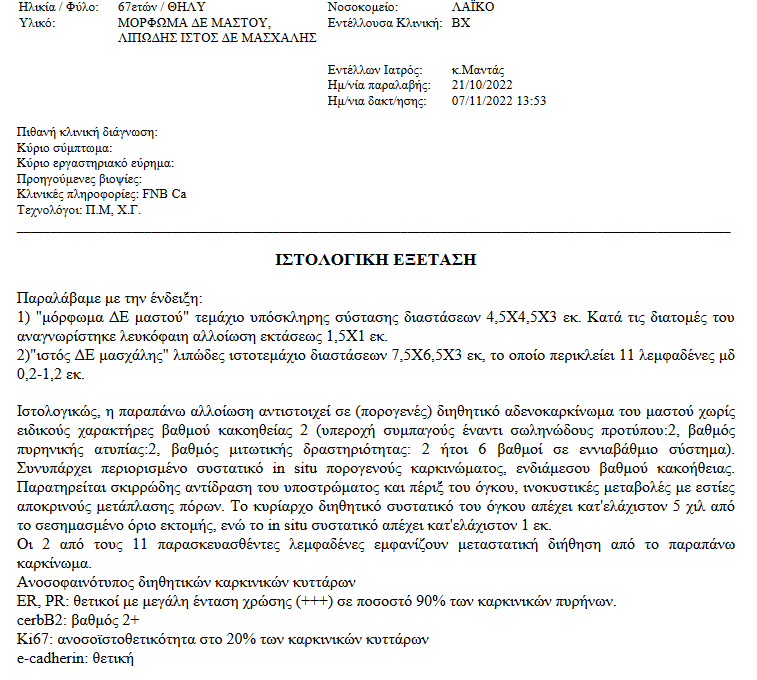 Ηλικία / Φύλο: 67ετών / ΘΗΛΥ Νοσοκομείο: ΛΑΪΚΟ
Υλικό: ΜΟΡΦΩΜΑ ΔΕ ΜΑΣΤΟΥ, Εντέλλουσα Κλινική: ΒΧ
ΛΙΠΩΔΗΣ ΙΣΤΟΣ ΔΕ ΜΑΣΧΑΛΗΣ
Εντέλλων Ιατρός: κ.Μαντάς
Ημ/νία παραλαβής: 21/10/2022
Ημ/νια δακτ/ησης: 07/11/2022 13:53
Πιθανή κλινική διάγνωση:
Κύριο σύμπτωμα:
Κύριο εργαστηριακό εύρημα:
Προηγούμενες βιοψίες:
Κλινικές πληροφορίες: FNB Ca
Τεχνολόγοι: Π.Μ, Χ.Γ.
ΙΣΤΟΛΟΓΙΚΗ ΕΞΕΤΑΣΗ
Παραλάβαμε με την ένδειξη:
1) "μόρφωμα ΔΕ μαστού" τεμάχιο υπόσκληρης σύστασης διαστάσεων 4,5Χ4,5Χ3 εκ. Κατά τις διατομές του
αναγνωρίστηκε λευκόφαιη αλλοίωση εκτάσεως 1,5Χ1 εκ.
2)"ιστός ΔΕ μασχάλης" λιπώδες ιστοτεμάχιο διαστάσεων 7,5Χ6,5Χ3 εκ, το οποίο περικλείει 11 λεμφαδένες μδ
0,2-1,2 εκ.
Ιστολογικώς, η παραπάνω αλλοίωση αντιστοιχεί σε (πορογενές) διηθητικό αδενοκαρκίνωμα του μαστού χωρίς
ειδικούς χαρακτήρες βαθμού κακοηθείας 2 (υπεροχή συμπαγούς έναντι σωληνώδους προτύπου:2, βαθμός
πυρηνικής ατυπίας:2, βαθμός μιτωτικής δραστηριότητας: 2 ήτοι 6 βαθμοί σε εννιαβάθμιο σύστημα).
Συνυπάρχει περιορισμένο συστατικό in situ πορογενούς καρκινώματος, ενδιάμεσου βαθμού κακοήθειας.
Παρατηρείται σκιρρώδης αντίδραση του υποστρώματος και πέριξ του όγκου, ινοκυστικές μεταβολές με εστίες
αποκρινούς μετάπλασης πόρων. Το κυρίαρχο διηθητικό συστατικό του όγκου απέχει κατ'ελάχιστον 5 χιλ από
το σεσημασμένο όριο εκτομής, ενώ το in situ συστατικό απέχει κατ'ελάχιστον 1 εκ.
Οι 2 από τους 11 παρασκευασθέντες λεμφαδένες εμφανίζουν μεταστατική διήθηση από το παραπάνω
καρκίνωμα.
Ανοσοφαινότυπος διηθητικών καρκινικών κυττάρων
ER, PR: θετικοί με μεγάλη ένταση χρώσης (+++) σε ποσοστό 90% των καρκινικών πυρήνων.
cerbB2: βαθμός 2+
Ki67: ανοσοϊστοθετικότητα στο 20% των καρκινικών κυττάρων
e-cadherin: θετική